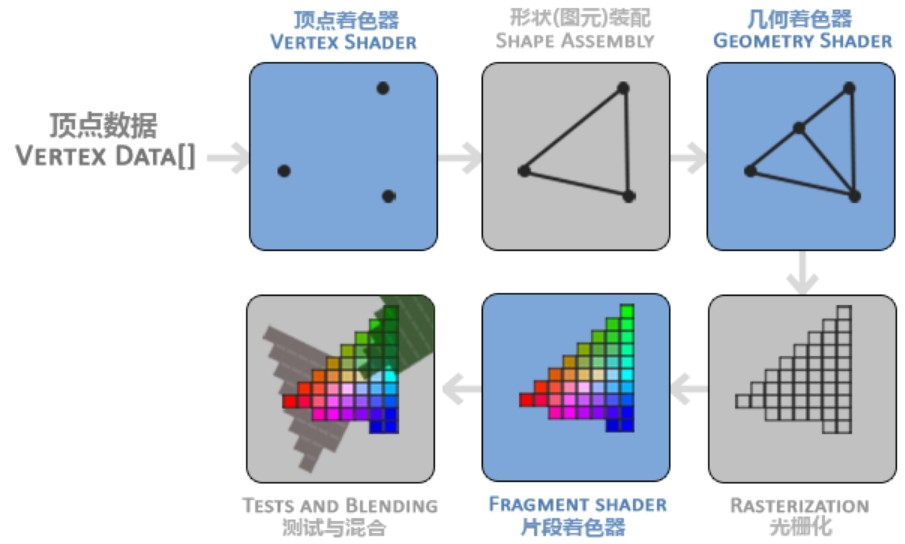 顶点着色器
VERTEX SHADER
形状(图元)装配
SHAPE ASSEMBLY
几何着色器
GEOMETRY SHADER
顶点数据
VERTEX DATA[]
TESTS AND BLENDING
测试与混合
FRAGMENT SHADER
片段着色器
RASTERIZATION
光栅化